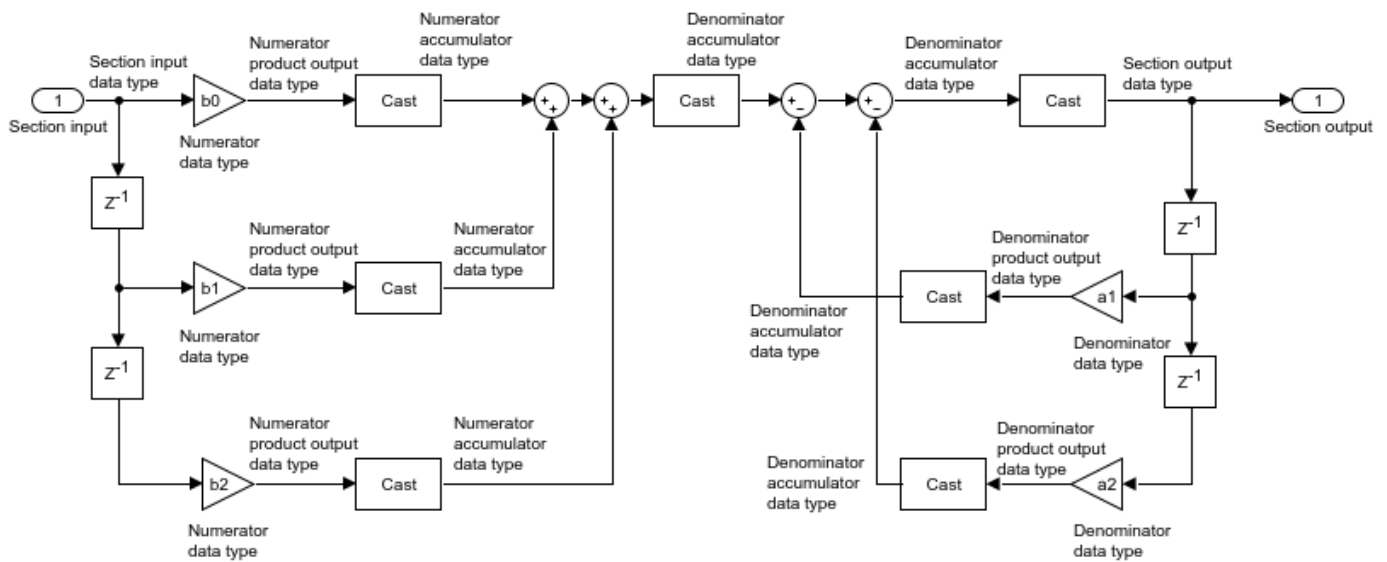 Numerator
accumulator
data type
Denominator
accumulator
data type
Numerator
product output
data type
Denominator
accumulator
data type
Section input
data type
Section output
data type
1
b0
Cast
+
+
+
+
Cast
+
−
+
−
Cast
1
Section input
Section output
Numerator
data type
Z-1
Z-1
Numerator
product output
data type
Numerator
accumulator
data type
Denominator
product output
data type
b1
Cast
Cast
a1
Denominator
accumulator
data type
Numerator
data type
Denominator
data type
Z-1
Z-1
Numerator
product output
data type
Numerator
accumulator
data type
Denominator
product output
data type
Denominator
accumulator
data type
b2
Cast
Cast
a2
Numerator
data type
Denominator
data type